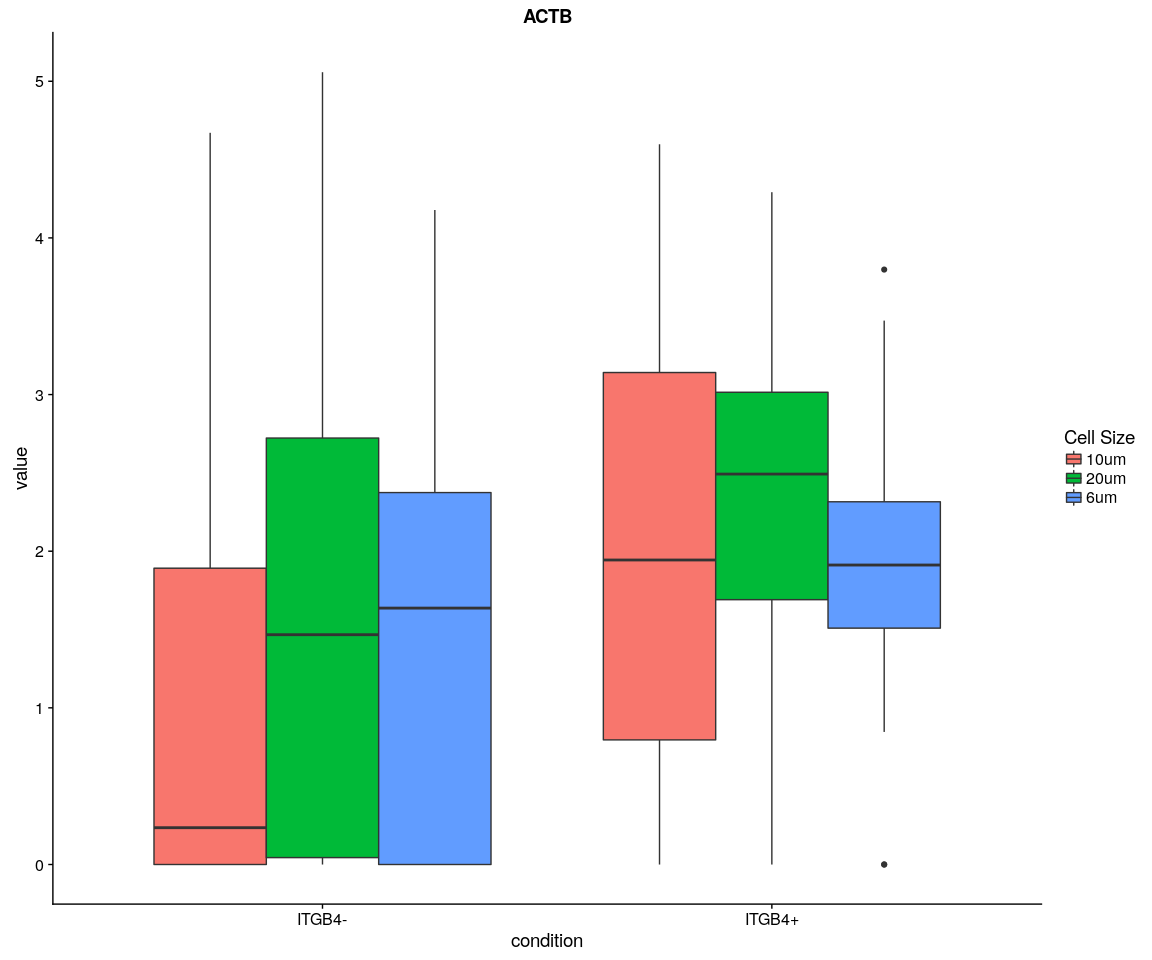 ACTB
5
4
3
2
1
0
value
ITGB4-
ITGB4+
condition
Cell Size
10um
20um
6um